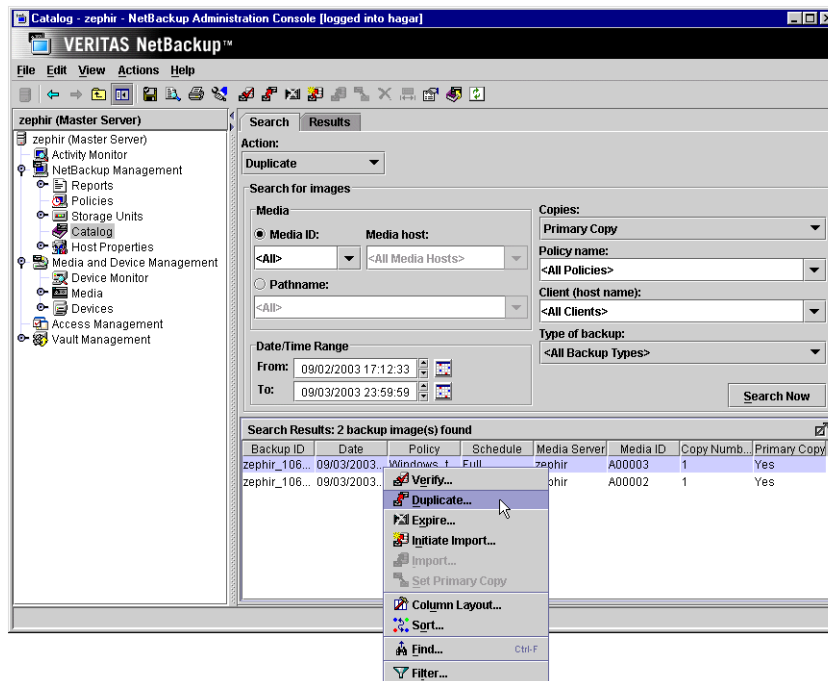 Catalog - zephir - NetBackup Administration Console [logged into hagar]
VERITAS NetBackup™
File Edit View Actions Help
zephir (Master Server)
zephir (Master Server)
Activity Monitor
NetBackup Management
Reports
Policies
Storage Units
Catalog
Host Properties
Media and Device Management
Device Monitor
Media
Devices
Access Management
Vault Management
Search Results
Action:
Duplicate
Search for images
Media
Media ID: Media host:
<All> <All Media Hosts>
Pathname:
<All>
Date/Time Range
From: 09/02/2003 17:12:33
To: 09/03/2003 23:59:59
Copies:
Primary Copy
Policy name:
<All Policies>
Client (host name):
<All Clients>
Type of backup:
<All Backup Types>
Search Now
Search Results: 2 backup image(s) found
Backup ID Date Policy Schedule Media Server Media ID Copy Numb... Primary Copy
zephir_106... 09/03/2003... Windows_t... Full zephir A00003 1 Yes
zephir_106... 09/03/2003... A00002 1 Yes
Verify...
Duplicate...
Expire...
Initiate Import...
Import...
Set Primary Copy
Column Layout...
Sort...
Find... Ctrl-F
Filter...